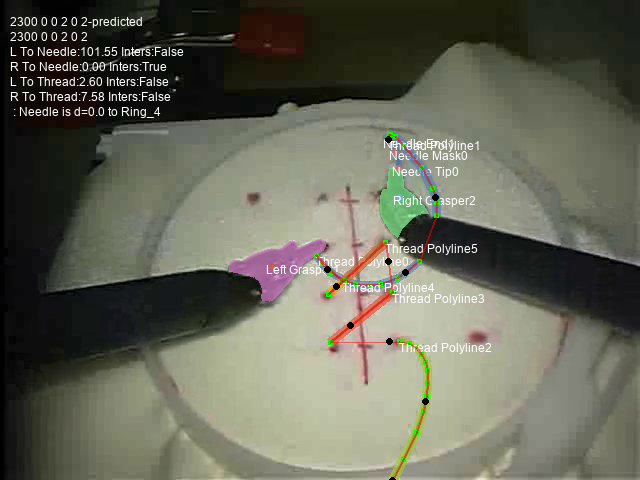 2300 0 0 2 0 2-predicted
2300 0 0 2 0 2
L To Needle:101.55 Inters:False
R To Needle:0.00 Inters:True
L To Thread:2.60 Inters:False
R To Thread:7.58 Inters:False
: Needle is d=0.0 to Ring_4
Thread Polyline1
Needle Mask0
Needle Tip0
Right Grasper2
Thread Polyline5
Left Grasp
Thread Polyline4
Thread Polyline3
Thread Polyline2